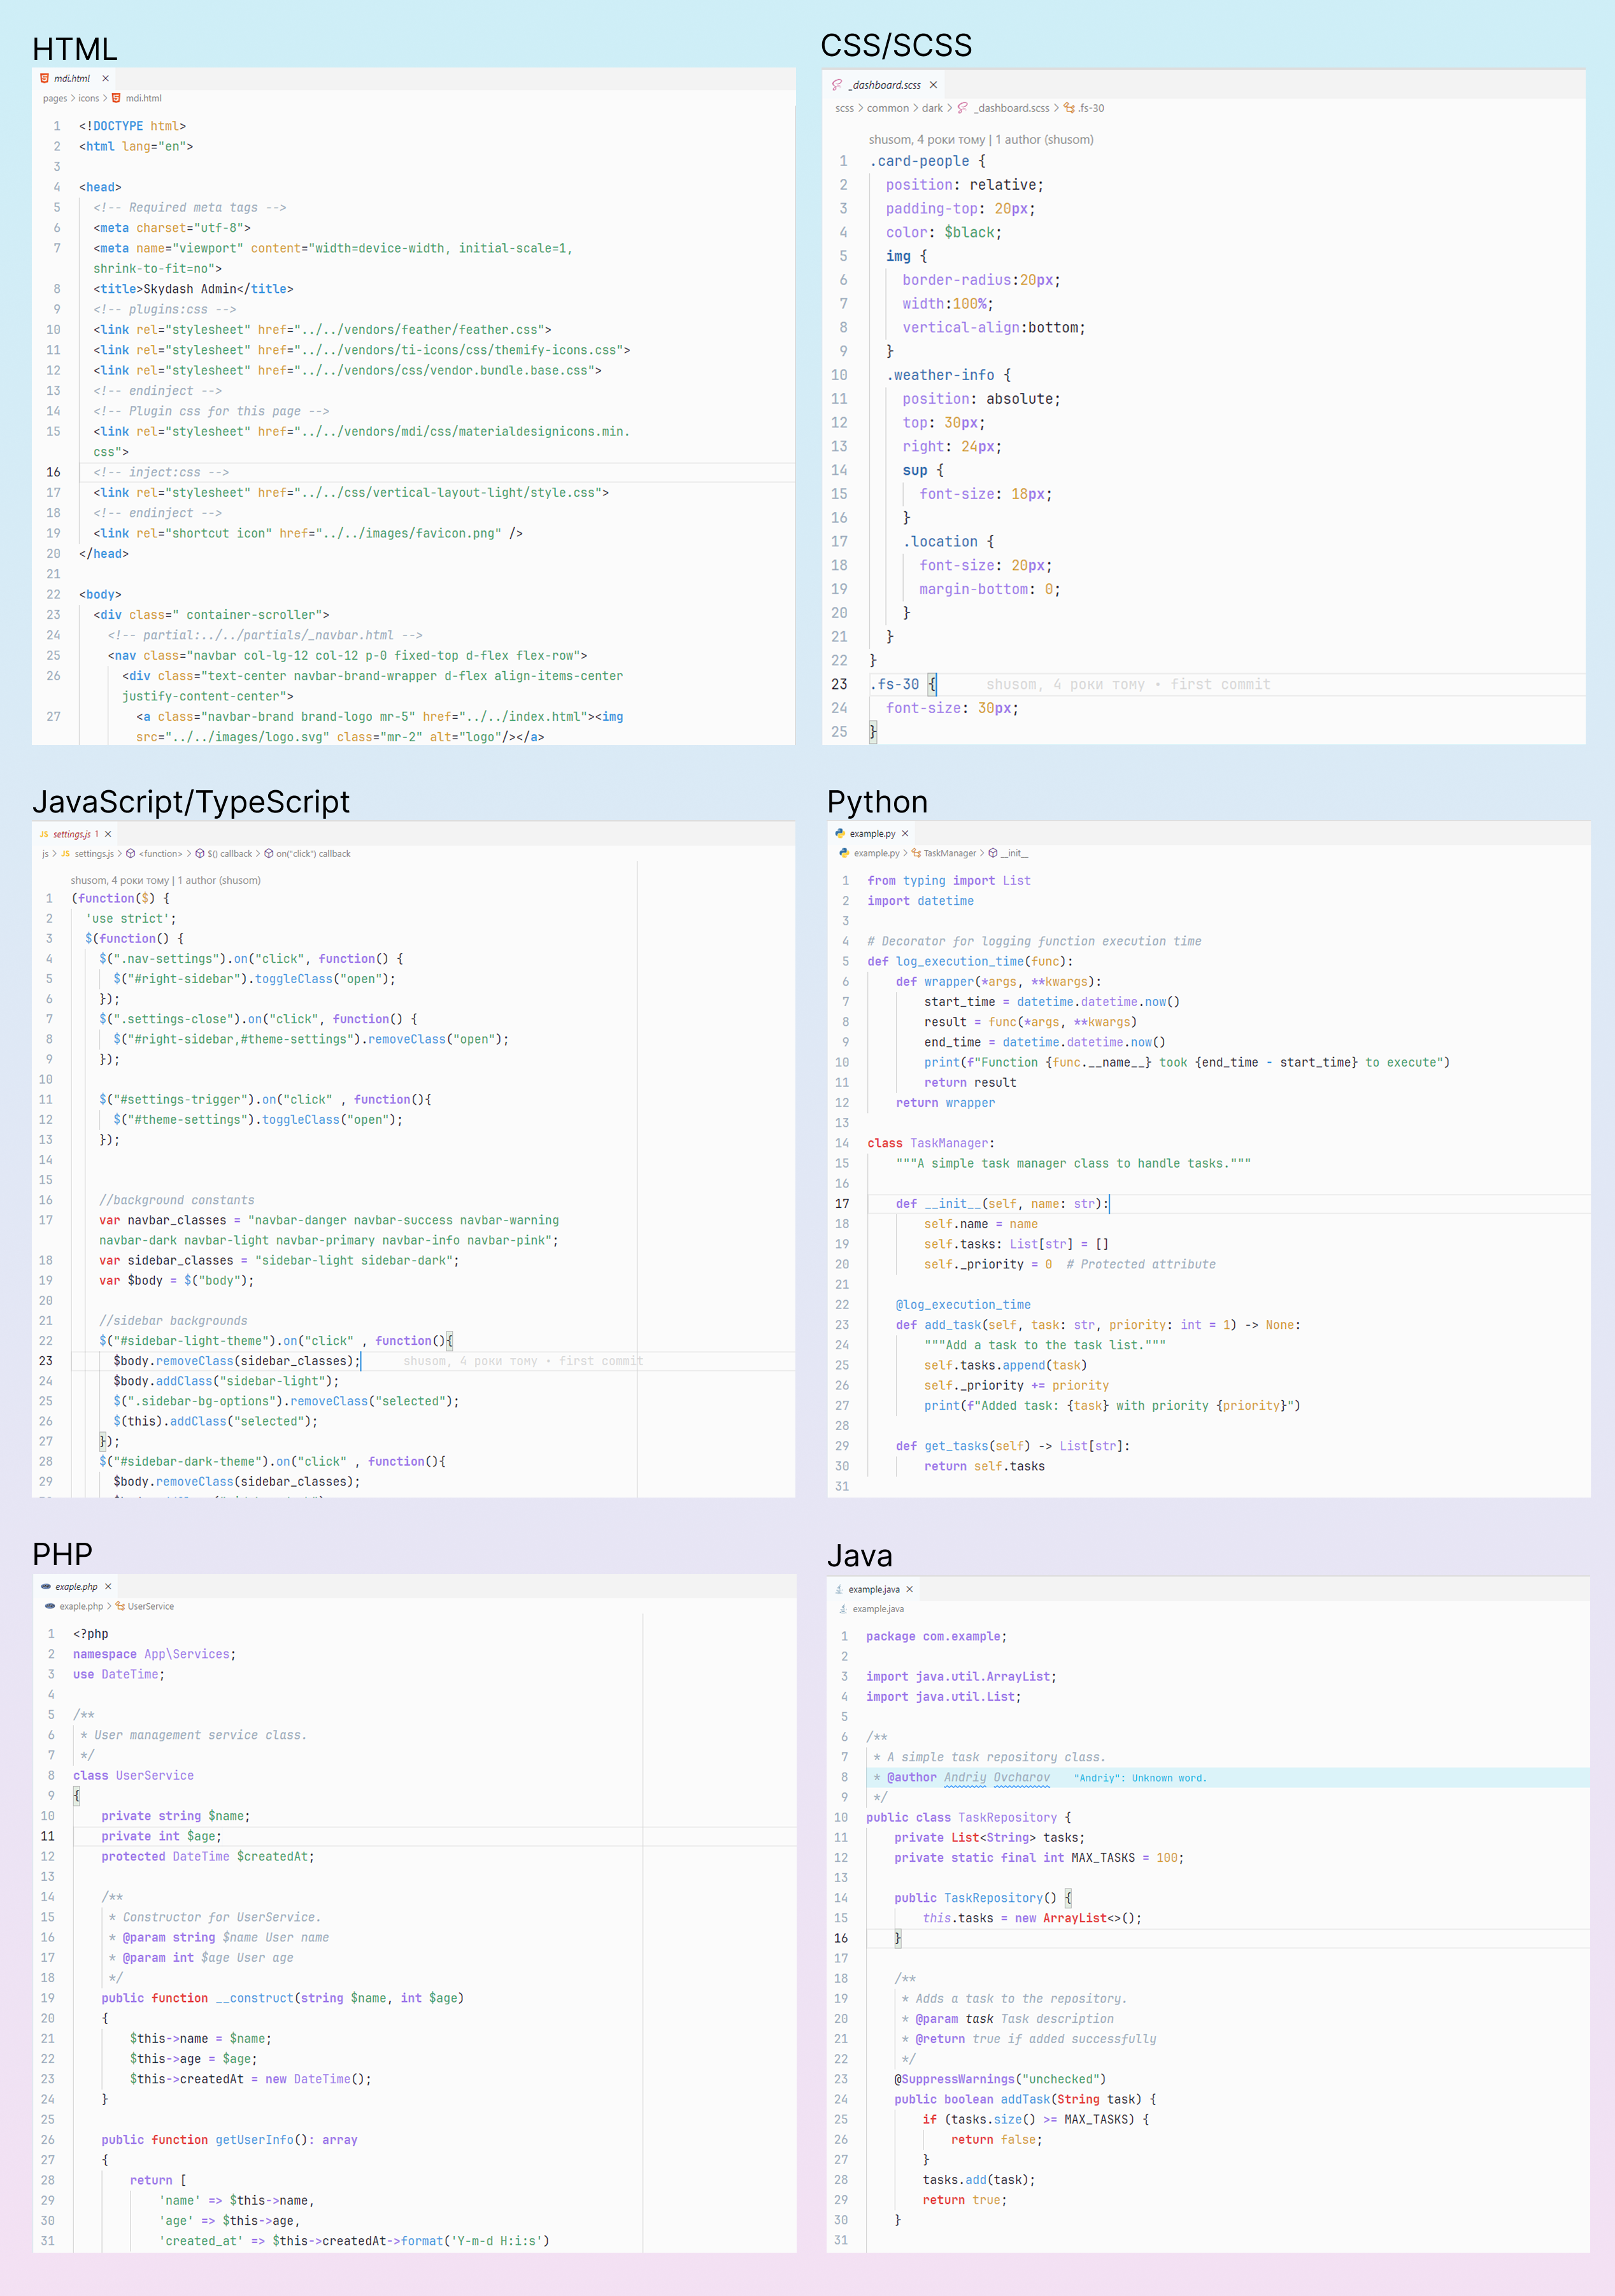 HTML
mdi.html ×
pages > icons > mdi.html
1 <!DOCTYPE html>
2 <html lang="en">
3
4 <head>
5 <!-- Required meta tags -->
6 <meta charset="utf-8">
7 <meta name="viewport" content="width=device-width, initial-scale=1,
shrink-to-fit=no">
8 <title>Skydash Admin</title>
9 <!-- plugins:css -->
10 <link rel="stylesheet" href="../../vendors/feather/feather.css">
11 <link rel="stylesheet" href="../../vendors/ti-icons/css/themify-icons.css">
12 <link rel="stylesheet" href="../../vendors/css/vendor.bundle.base.css">
13 <!-- endinject -->
14 <!-- Plugin css for this page -->
15 <link rel="stylesheet" href="../../vendors/mdi/css/materialdesignicons.min.
css">
16 <!-- inject:css -->
17 <link rel="stylesheet" href="../../css/vertical-layout-light/style.css">
18 <!-- endinject -->
19 <link rel="shortcut icon" href="../../images/favicon.png" />
20 </head>
21
22 <body>
23 <div class=" container-scroller">
24 <!-- partial:../../partials/_navbar.html -->
25 <nav class="navbar col-lg-12 col-12 p-0 fixed-top d-flex flex-row">
26 <div class="text-center navbar-brand-wrapper d-flex align-items-center
justify-content-center">
27 <a class="navbar-brand brand-logo mr-5" href="../../index.html"><img
src="../../images/logo.svg" class="mr-2" alt="logo"/></a>
CSS/SCSS
_dashboard.scss ×
scss > common > dark > _dashboard.scss > .fs-30
shusom, 4 роки тому | 1 author (shusom)
1 .card-people {
2 position: relative;
3 padding-top: 20px;
4 color: $black;
5 img {
6 border-radius:20px;
7 width:100%;
8 vertical-align:bottom;
9 }
10 .weather-info {
11 position: absolute;
12 top: 30px;
13 right: 24px;
14 sup {
15 font-size: 18px;
16 }
17 .location {
18 font-size: 20px;
19 margin-bottom: 0;
20 }
21 }
22 }
23 .fs-30 { shusom, 4 роки тому • first commit
24 font-size: 30px;
25 }
JavaScript/TypeScript
JS settings.js 1 ×
js > JS settings.js > <function> > $() callback > on("click") callback
shusom, 4 роки тому | 1 author (shusom)
1 (function($) {
2 'use strict';
3 $(function() {
4 $(".nav-settings").on("click", function() {
5 $("#right-sidebar").toggleClass("open");
6 });
7 $(".settings-close").on("click", function() {
8 $("#right-sidebar,#theme-settings").removeClass("open");
9 });
10
11 $("#settings-trigger").on("click" , function(){
12 $("#theme-settings").toggleClass("open");
13 });
14
15
16 //background constants
17 var navbar_classes = "navbar-danger navbar-success navbar-warning
navbar-dark navbar-light navbar-primary navbar-info navbar-pink";
18 var sidebar_classes = "sidebar-light sidebar-dark";
19 var $body = $("body");
20
21 //sidebar backgrounds
22 $("#sidebar-light-theme").on("click" , function(){
23 $body.removeClass(sidebar_classes); shusom, 4 роки тому • first commit
24 $body.addClass("sidebar-light");
25 $(".sidebar-bg-options").removeClass("selected");
26 $(this).addClass("selected");
27 });
28 $("#sidebar-dark-theme").on("click" , function(){
29 $body.removeClass(sidebar_classes);
Python
example.py ×
example.py > TaskManager > __init__
1 from typing import List
2 import datetime
3
4 # Decorator for logging function execution time
5 def log_execution_time(func):
6 def wrapper(*args, **kwargs):
7 start_time = datetime.datetime.now()
8 result = func(*args, **kwargs)
9 end_time = datetime.datetime.now()
10 print(f"Function {func.__name__} took {end_time - start_time} to execute")
11 return result
12 return wrapper
13
14 class TaskManager:
15 """A simple task manager class to handle tasks."""
16
17 def __init__(self, name: str):
18 self.name = name
19 self.tasks: List[str] = []
20 self._priority = 0 # Protected attribute
21
22 @log_execution_time
23 def add_task(self, task: str, priority: int = 1) -> None:
24 """Add a task to the task list."""
25 self.tasks.append(task)
26 self._priority += priority
27 print(f"Added task: {task} with priority {priority}")
28
29 def get_tasks(self) -> List[str]:
30 return self.tasks
31
PHP
exaple.php ×
exaple.php > UserService
1 <?php
2 namespace App\Services;
3 use DateTime;
4
5 /**
6 * User management service class.
7 */
8 class UserService
9 {
10 private string $name;
11 private int $age;
12 protected DateTime $createdAt;
13
14 /**
15 * Constructor for UserService.
16 * @param string $name User name
17 * @param int $age User age
18 */
19 public function __construct(string $name, int $age)
20 {
21 $this->name = $name;
22 $this->age = $age;
23 $this->createdAt = new DateTime();
24 }
25
26 public function getUserInfo(): array
27 {
28 return [
29 'name' => $this->name,
30 'age' => $this->age,
31 'created_at' => $this->createdAt->format('Y-m-d H:i:s')
Java
example.java ×
example.java
1 package com.example;
2
3 import java.util.ArrayList;
4 import java.util.List;
5
6 /**
7 * A simple task repository class.
8 * @author Andriy Ovcharov "Andriy": Unknown word.
9 */
10 public class TaskRepository {
11 private List<String> tasks;
12 private static final int MAX_TASKS = 100;
13
14 public TaskRepository() {
15 this.tasks = new ArrayList<>();
16 }
17
18 /**
19 * Adds a task to the repository.
20 * @param task Task description
21 * @return true if added successfully
22 */
23 @SuppressWarnings("unchecked")
24 public boolean addTask(String task) {
25 if (tasks.size() >= MAX_TASKS) {
26 return false;
27 }
28 tasks.add(task);
29 return true;
30 }
31